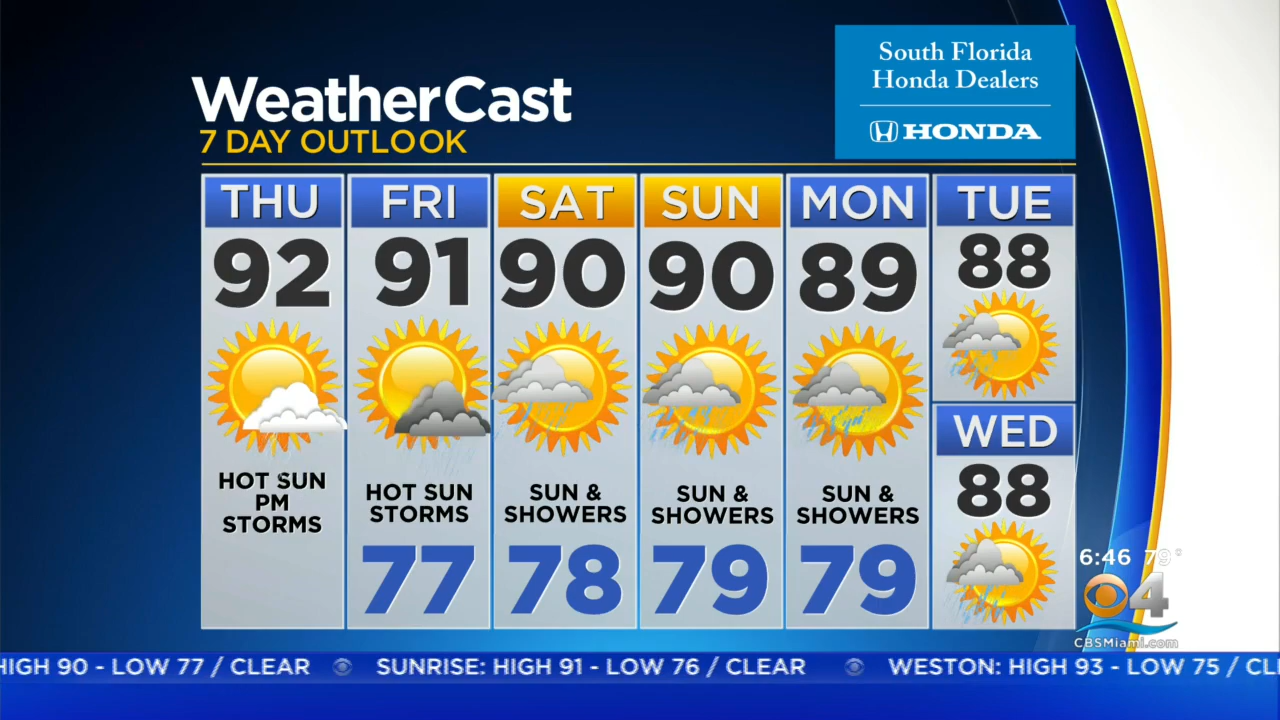 South Florida
Honda Dealers
HONDA
WeatherCast
7 DAY OUTLOOK
THU
92
HOT SUN
PM
STORMS
FRI
91
HOT SUN
STORMS
77
SAT
90
SUN &
SHOWERS
78
SUN
90
SUN &
SHOWERS
79
MON
89
SUN &
SHOWERS
79
TUE
88
WED
88
6:46 79°
4
CBSMiami.com
HIGH 90 - LOW 77 / CLEAR SUNRISE: HIGH 91 - LOW 76 / CLEAR WESTON: HIGH 93 - LOW 75 / CL